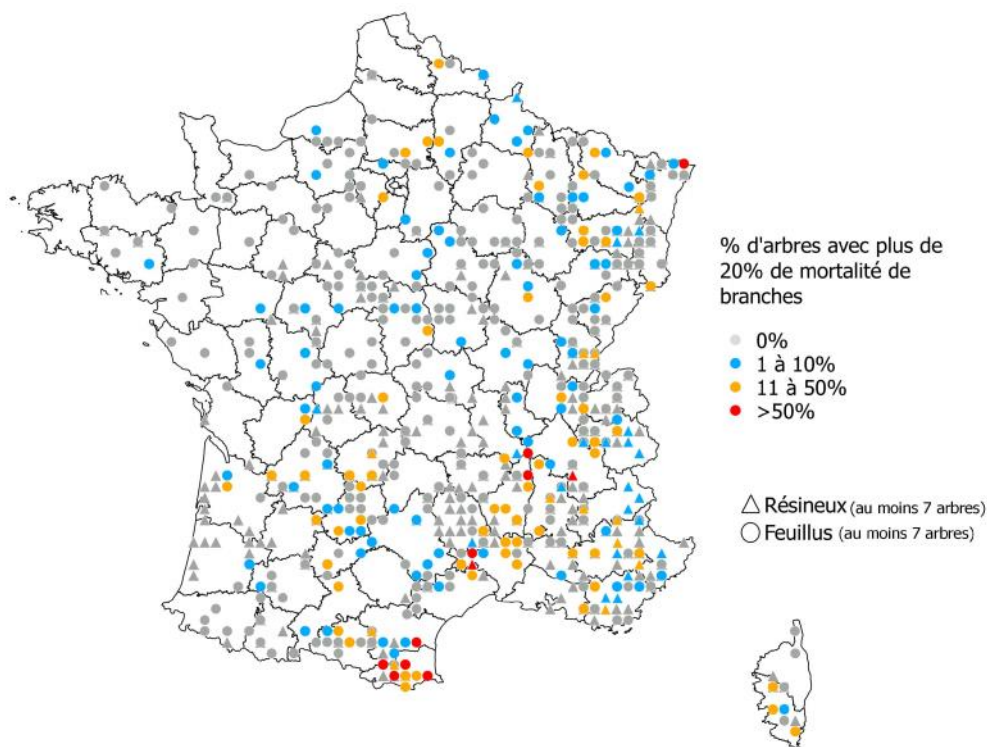 % d'arbres avec plus de
20% de mortalité de
branches
0%
1 à 10%
11 à 50%
>50%
Résineux (au moins 7 arbres)
Feuillus (au moins 7 arbres)